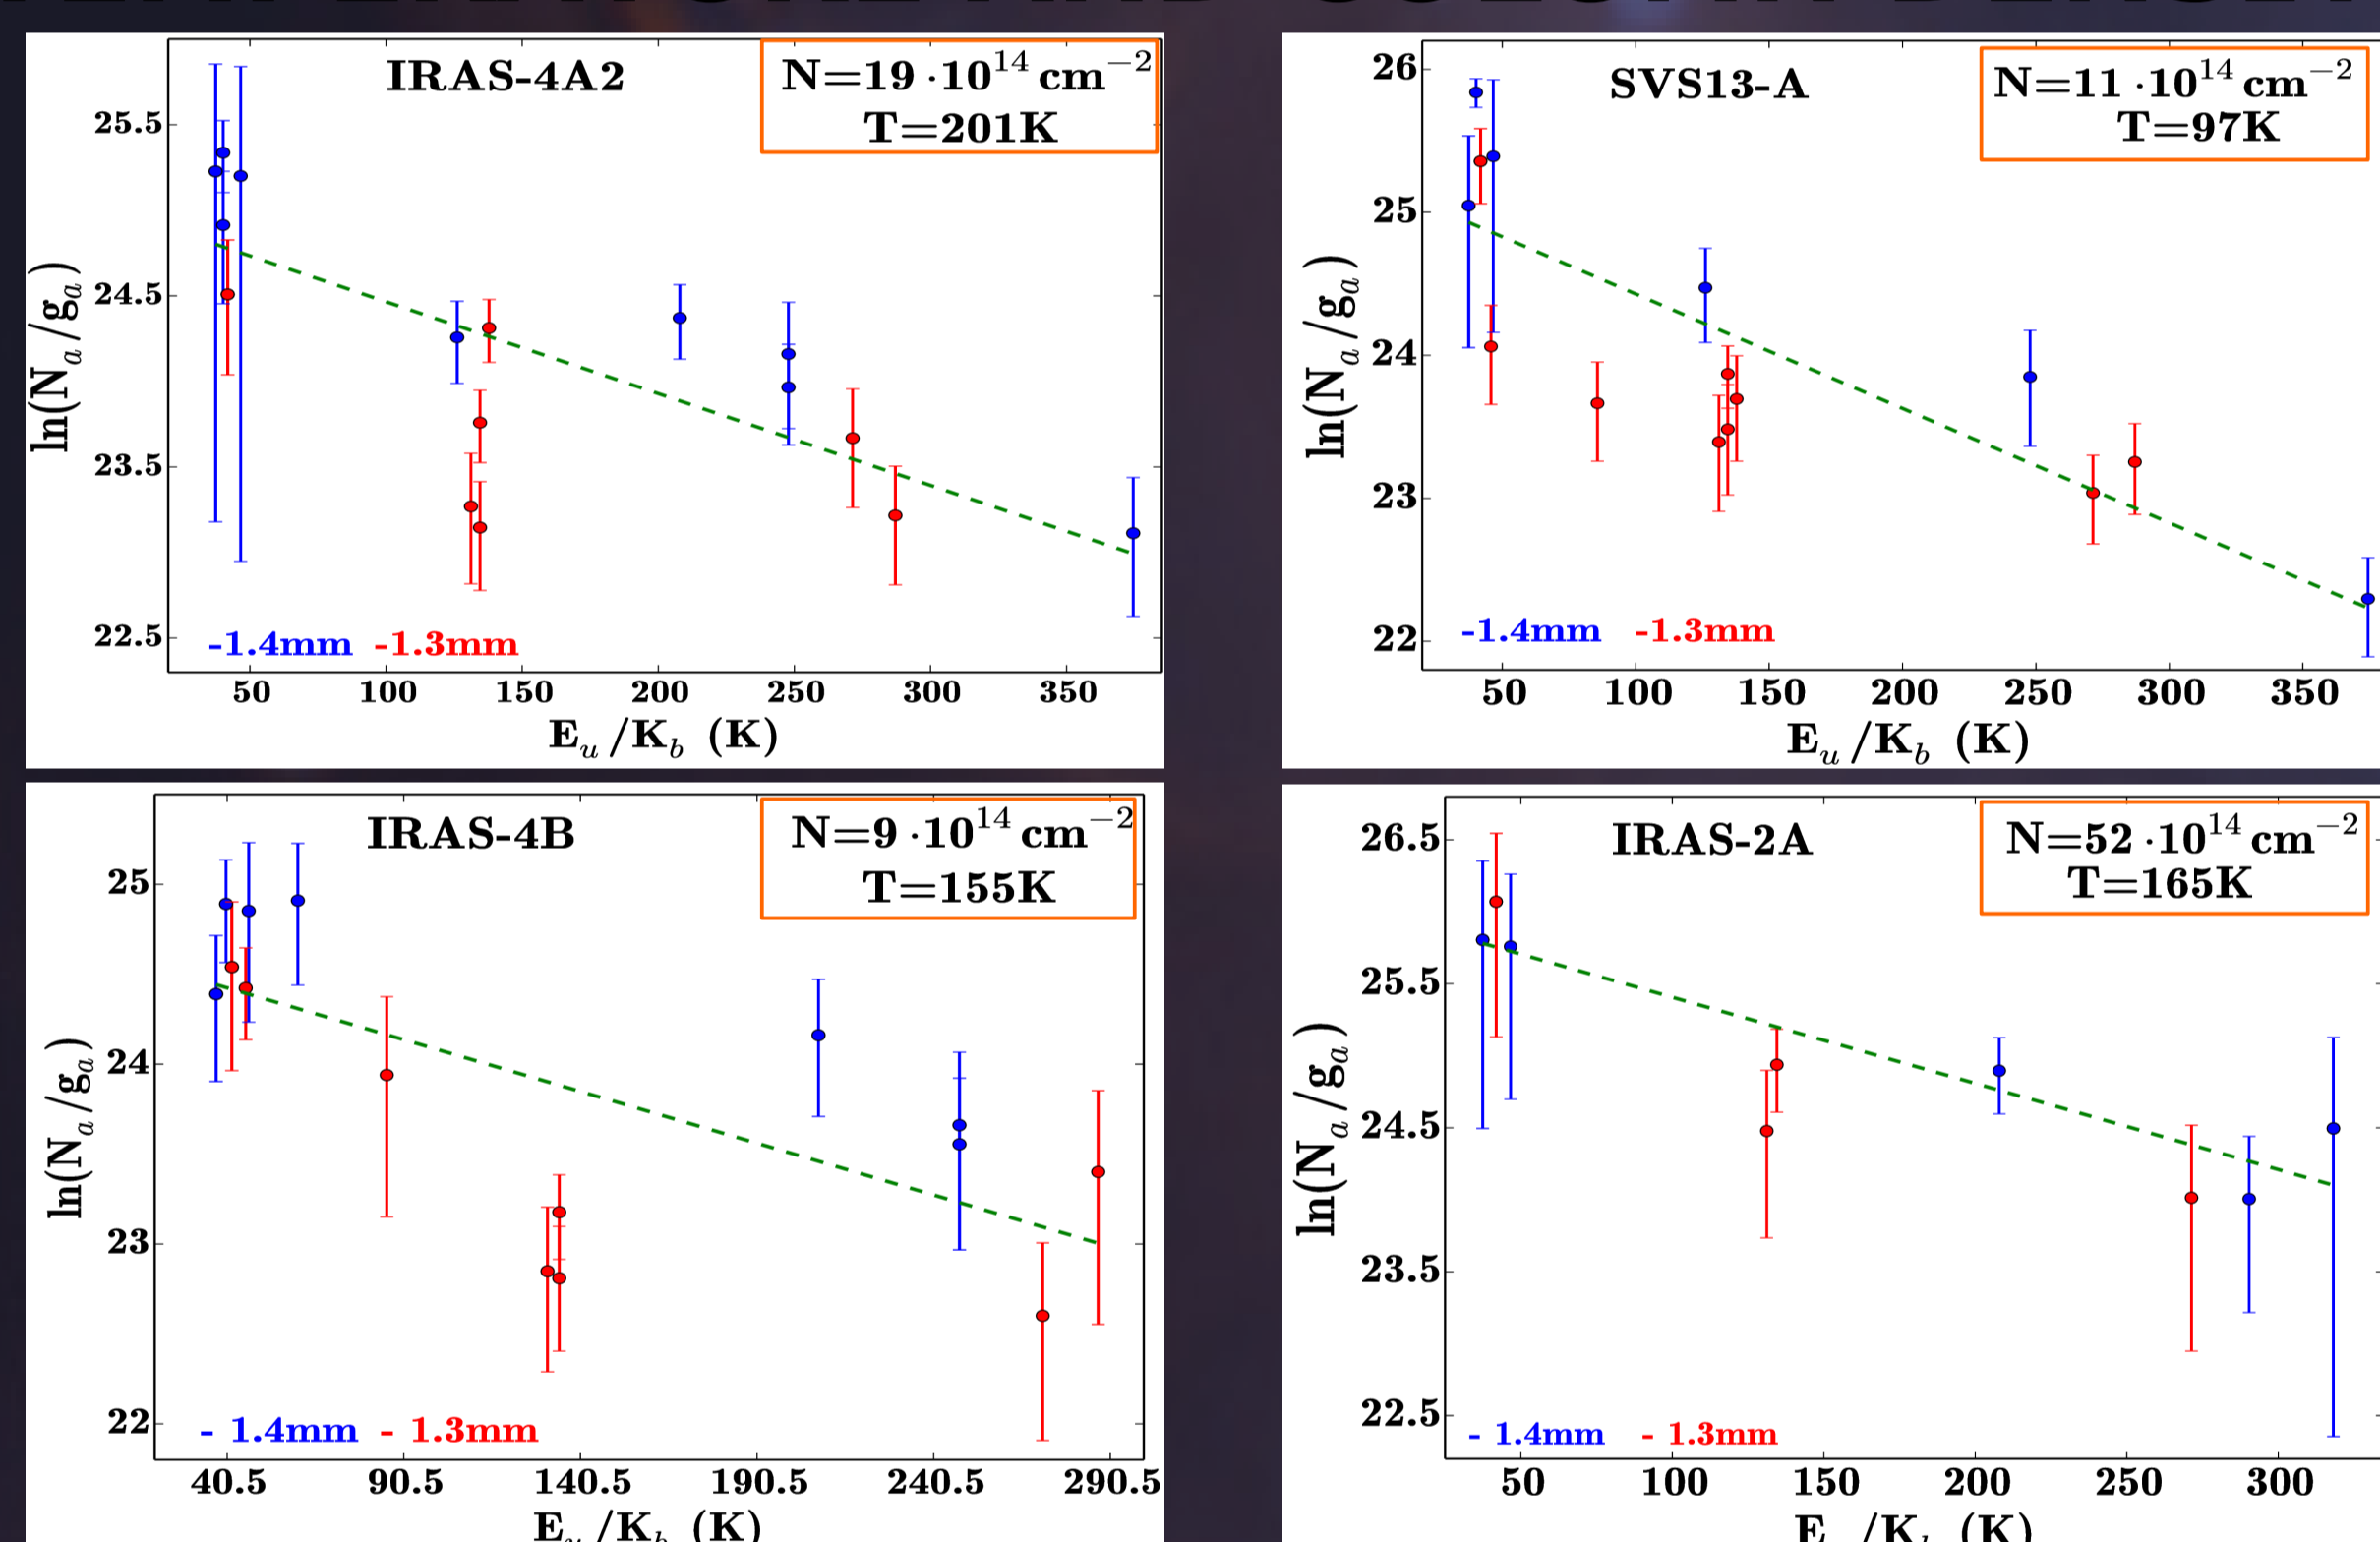 IRAS-4A2
N=19 ·10^14 cm^−2
T=201K
25.5
24.5
23.5
22.5
ln(N_a/g_a)
-1.4mm -1.3mm
50 100 150 200 250 300 350
E_u/K_b (K)
SVS13-A
N=11 ·10^14 cm^−2
T=97K
26
25
24
23
22
ln(N_a/g_a)
-1.4mm -1.3mm
50 100 150 200 250 300 350
E_u/K_b (K)
IRAS-4B
N=9 ·10^14 cm^−2
T=155K
25
24
23
22
ln(N_a/g_a)
- 1.4mm - 1.3mm
40.5 90.5 140.5 190.5 240.5 290.5
E_u/K_b (K)
IRAS-2A
N=52 ·10^14 cm^−2
T=165K
26.5
25.5
24.5
23.5
22.5
ln(N_a/g_a)
- 1.4mm - 1.3mm
50 100 150 200 250 300
E /K_b (K)